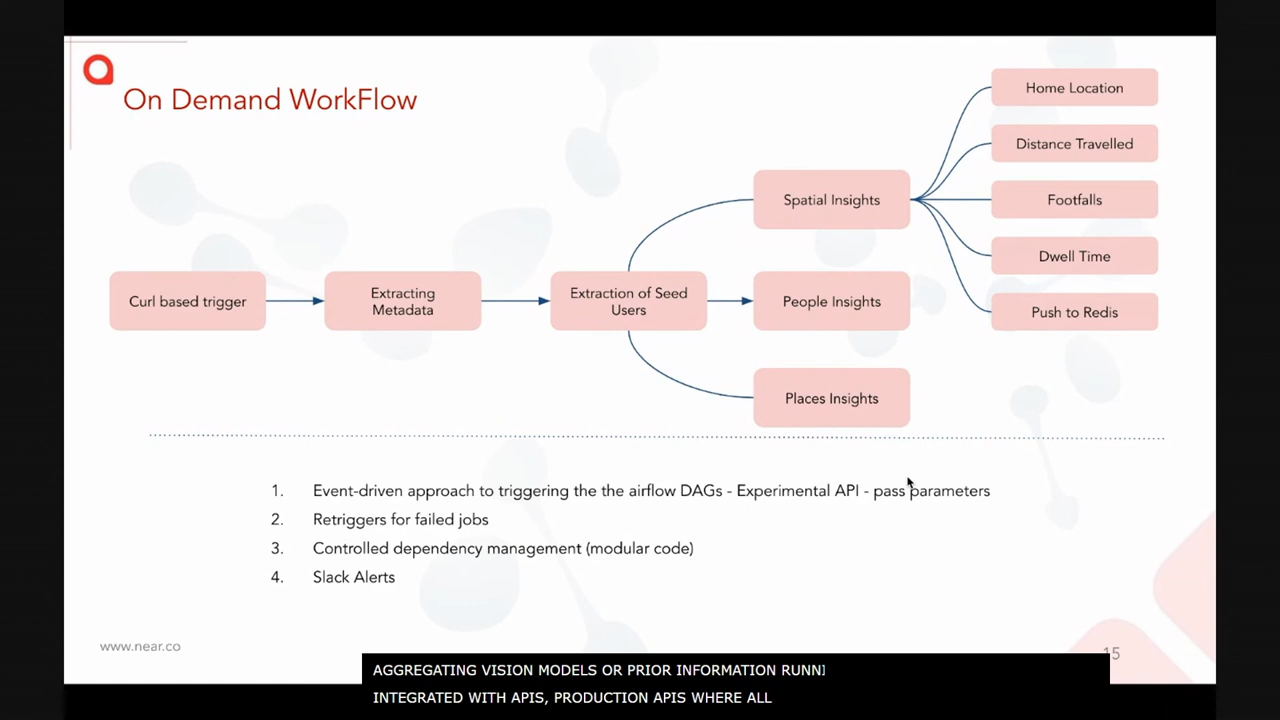 On Demand WorkFlow
Curl based trigger
Extracting
Metadata
Extraction of Seed
Users
Spatial Insights
People Insights
Places Insights
Home Location
Distance Travelled
Footfalls
Dwell Time
Push to Redis
1. Event-driven approach to triggering the the airflow DAGs - Experimental API - pass parameters
2. Retriggers for failed jobs
3. Controlled dependency management (modular code)
4. Slack Alerts
www.near.co
15
AGGREGATING VISION MODELS OR PRIOR INFORMATION RUNNI
INTEGRATED WITH APIS, PRODUCTION APIS WHERE ALL